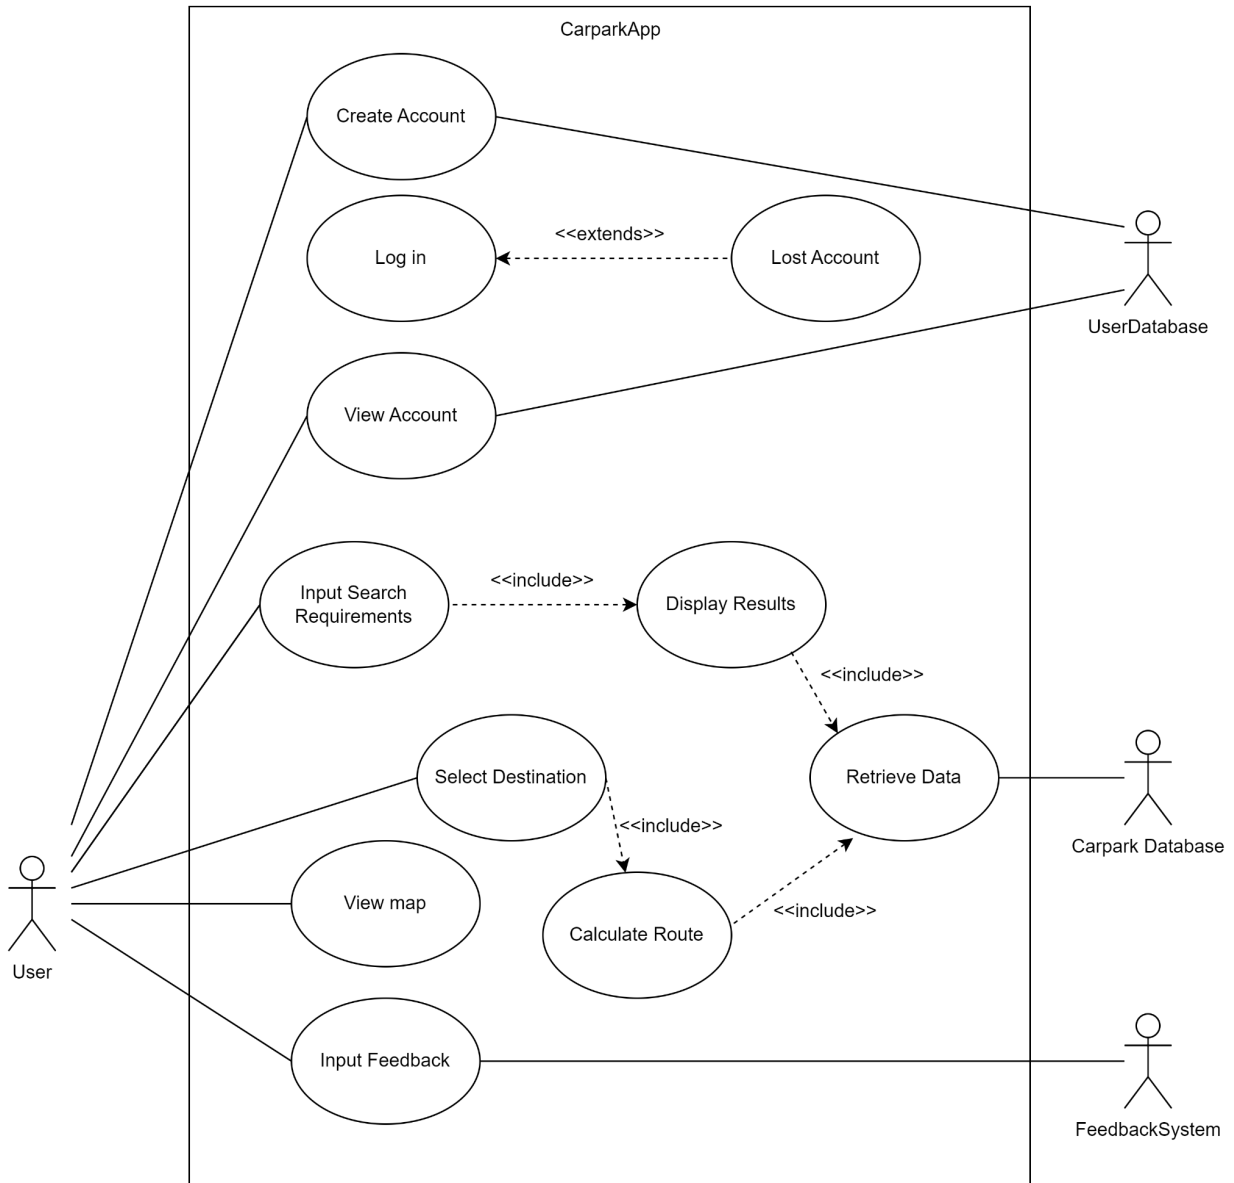 CarparkApp
Create Account
<<extends>>
Log in
Lost Account
UserDatabase
View Account
<<include>>
Input Search
Requirements
Display Results
<<include>>
Select Destination
Retrieve Data
<<include>>
Carpark Database
View map
<<include>>
Calculate Route
User
Input Feedback
FeedbackSystem